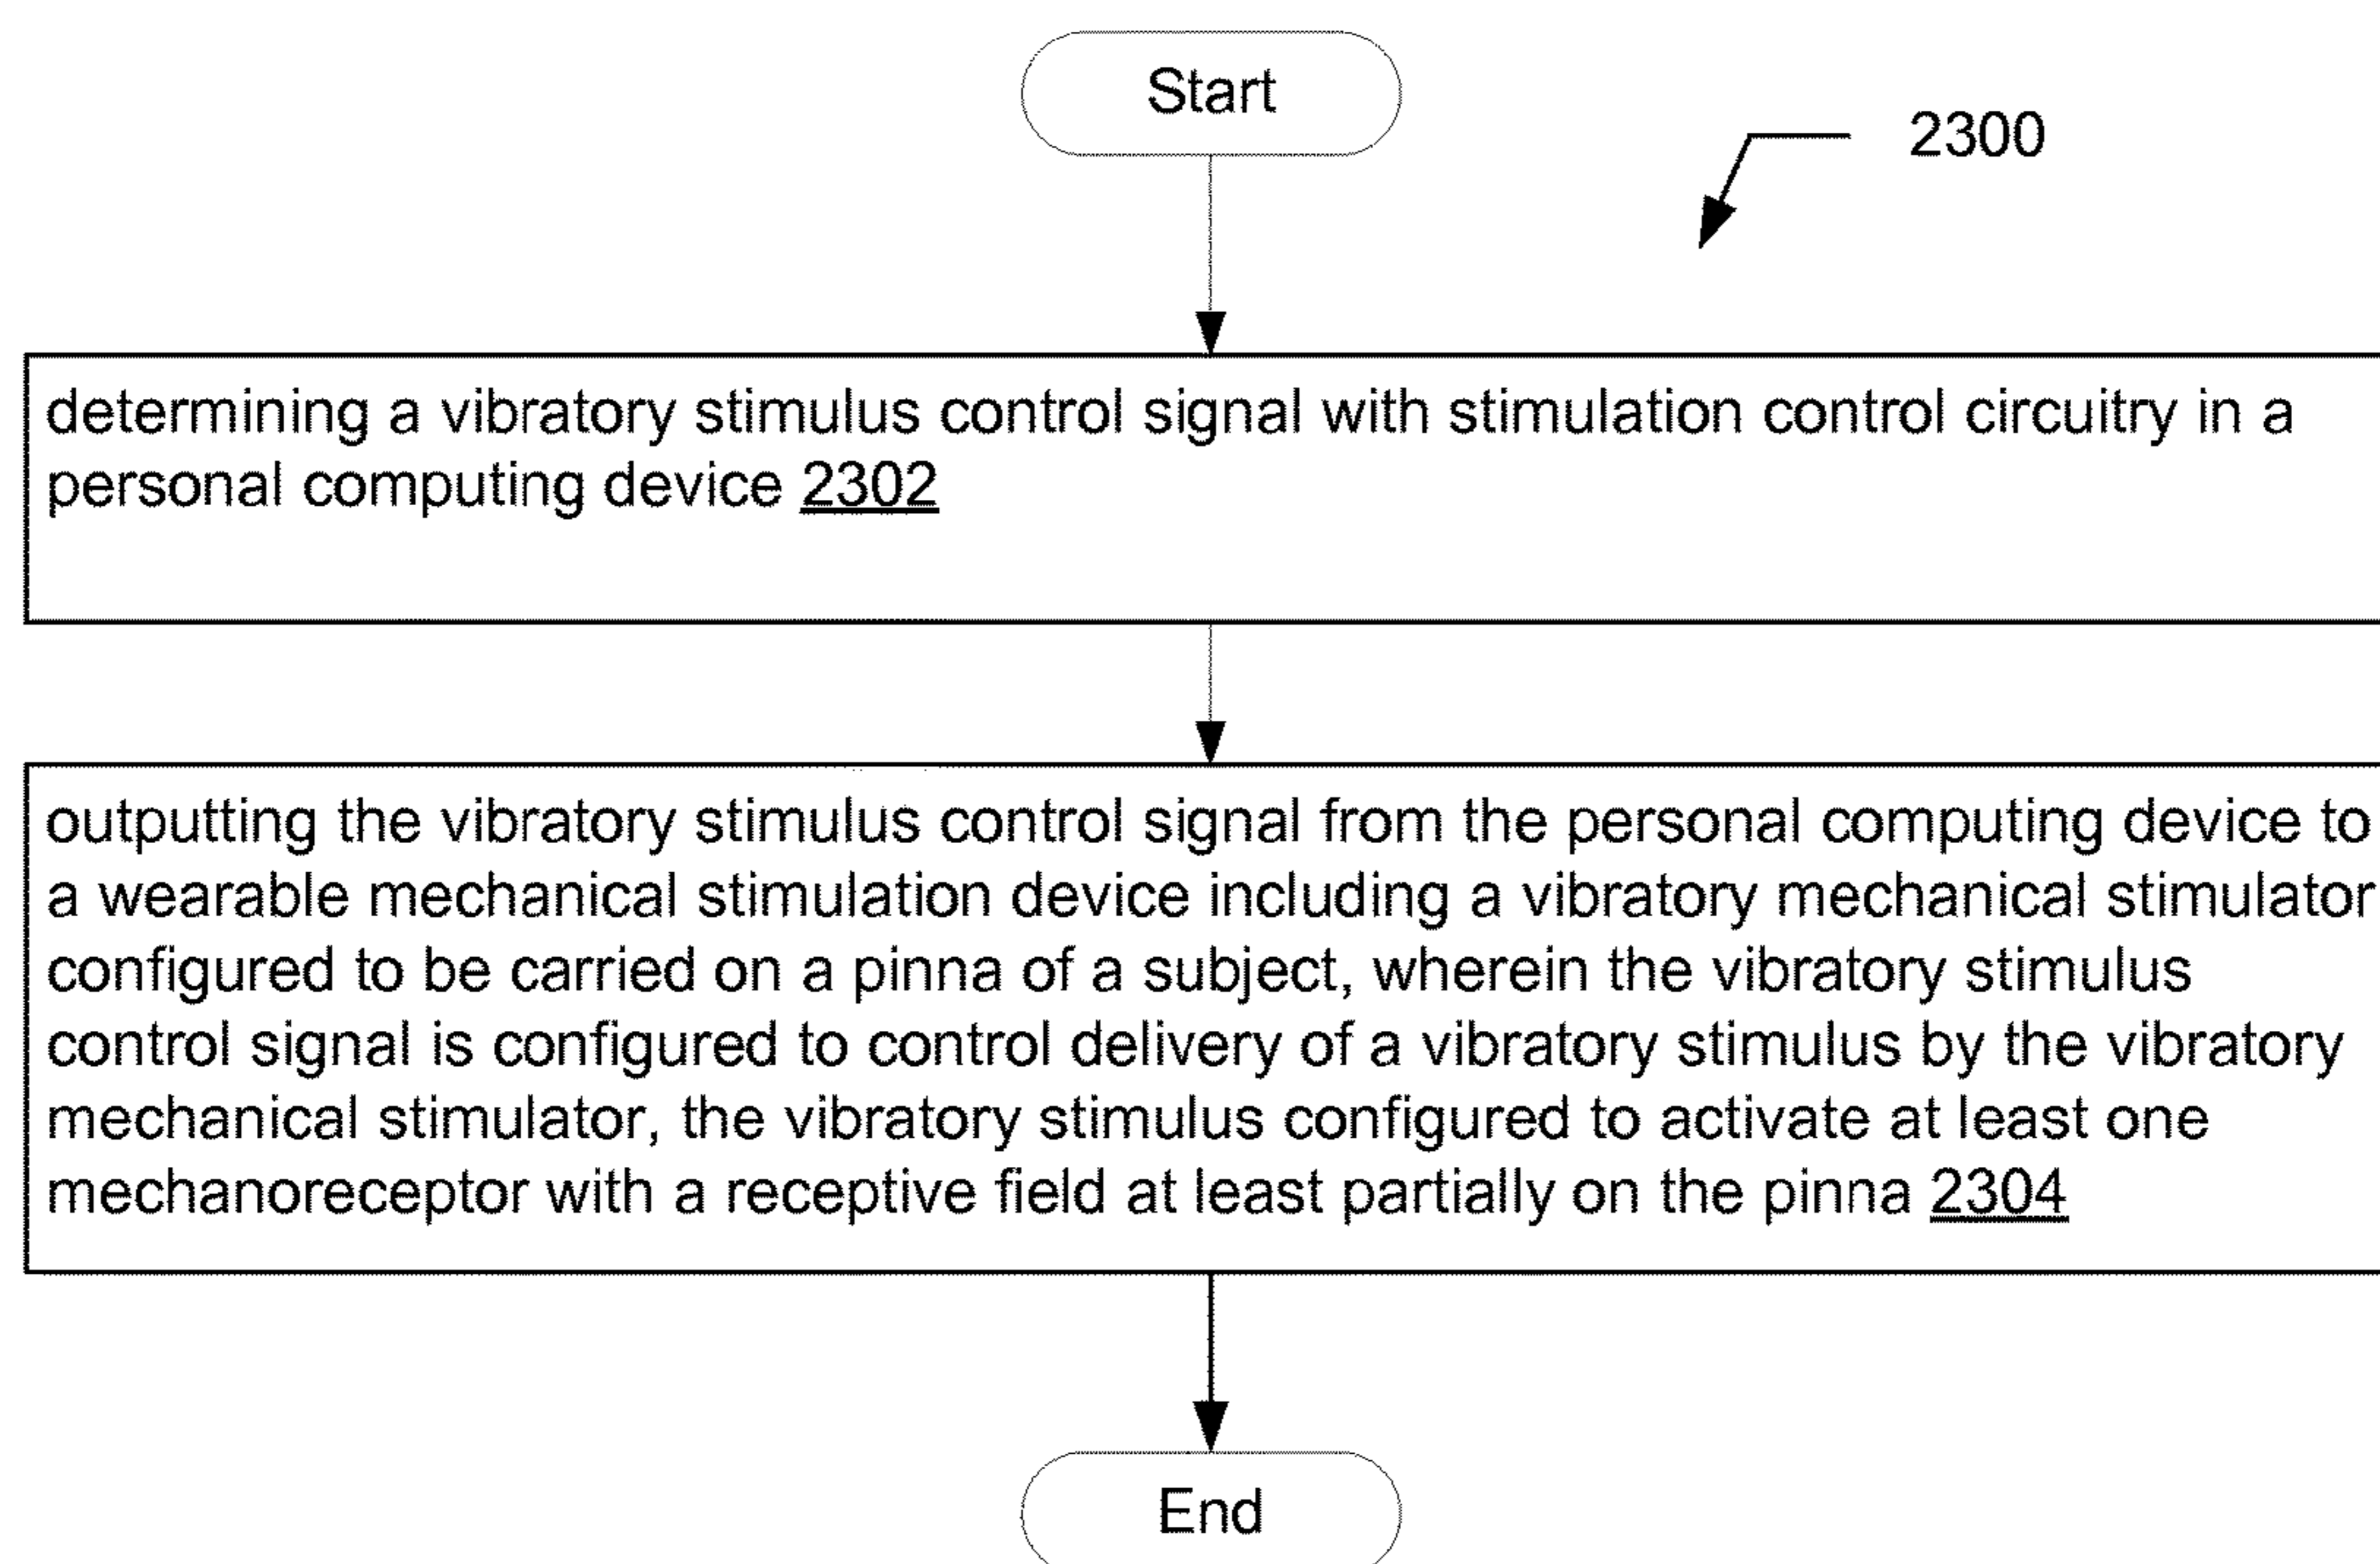 Start
2300
determining a vibratory stimulus control signal with stimulation control circuitry in a
personal computing device 2302
outputting the vibratory stimulus control signal from the personal computing device to
a wearable mechanical stimulation device including a vibratory mechanical stimulator
configured to be carried on a pinna of a subject, wherein the vibratory stimulus
control signal is configured to control delivery of a vibratory stimulus by the vibratory
mechanical stimulator, the vibratory stimulus configured to activate at least one
mechanoreceptor with a receptive field at least partially on the pinna 2304
End